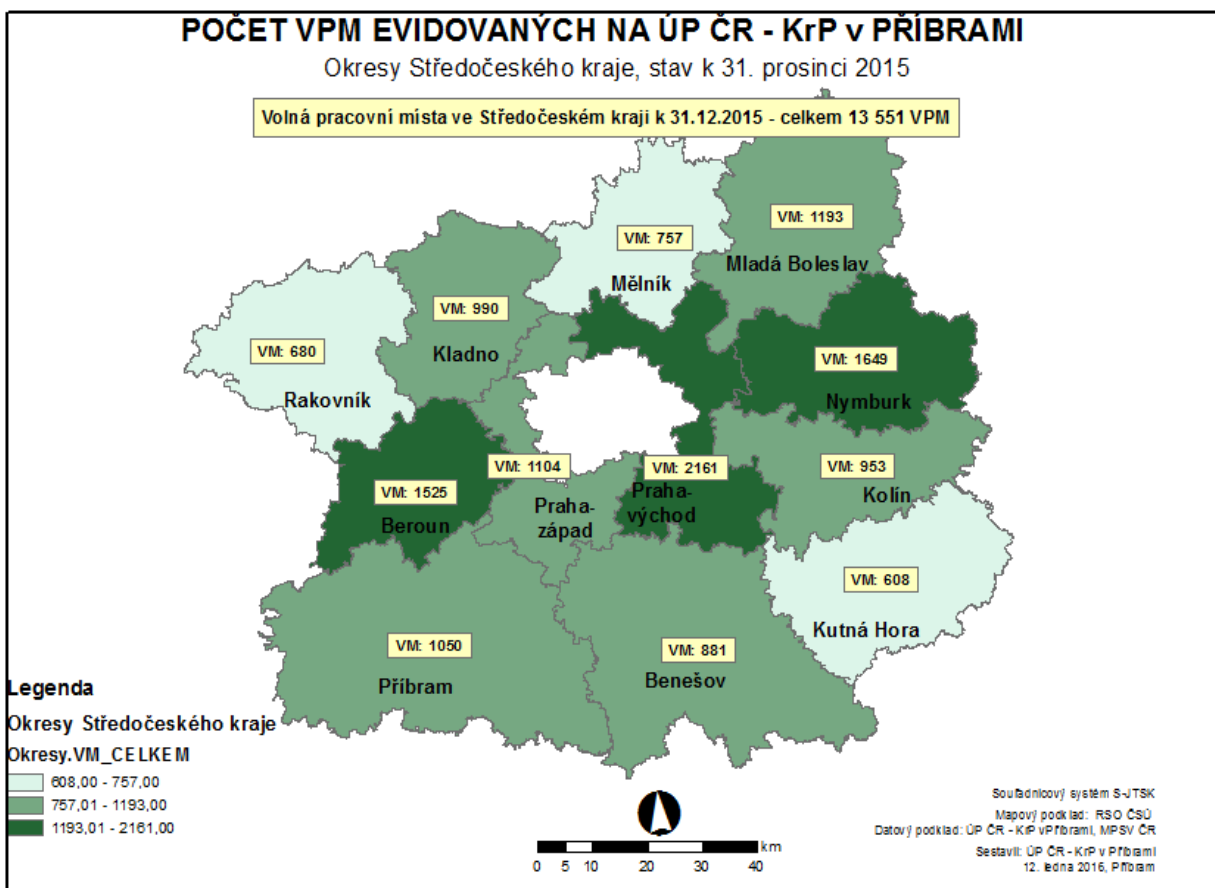 POČET VPM EVIDOVANÝCH NA ÚP ČR - KrP v PŘÍBRAMI
Okresy Středočeského kraje, stav k 31. prosinci 2015
Volná pracovní místa ve Středočeském kraji k 31.12.2015 - celkem 13 551 VPM
VM: 1193
Mladá Boleslav
VM: 757
Mělník
VM: 990
Kladno
VM: 680
Rakovník
VM: 1649
Nymburk
VM: 1104
Praha-
západ
VM: 2161
Praha-
východ
VM: 953
Kolín
VM: 1525
Beroun
VM: 608
Kutná Hora
VM: 1050
Příbram
VM: 881
Benešov
Legenda
Okresy Středočeského kraje
Okresy.VM_CELKEM
608,00 - 757,00
757,01 - 1193,00
1193,01 - 2161,00
km
0 5 10 20 30 40
Souřadnicový systém S-JTSK
Mapový podklad: RSO ČSÚ
Datový podklad: ÚP ČR - KrP vPříbrami, MPSV ČR
Sestavil: ÚP ČR - KrP v Příbrami
12. ledna 2016, Příbram